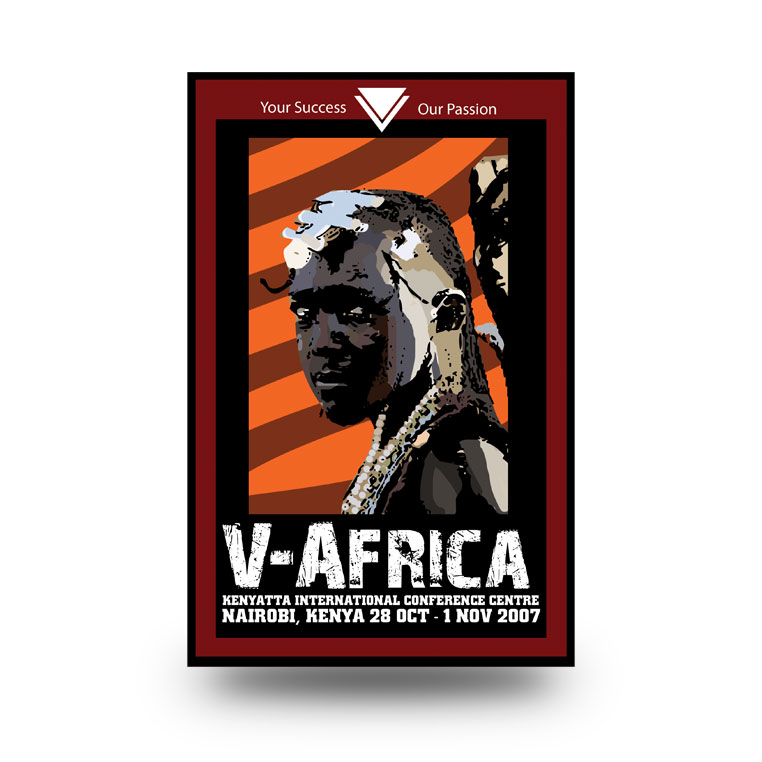 Your Success Our Passion
V-AFRICA
KENYATTA INTERNATIONAL CONFERENCE CENTRE
NAIROBI, KENYA 28 OCT - 1 NOV 2007